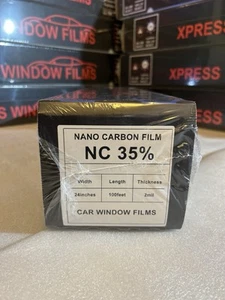 WINDOW FILMS
XPRESS
WINDOW FILMS
XPRESS
NANO CARBON FILM
NC 35%
Width Length Thickness
24inches 100feet 2mil
CAR WINDOW FILMS